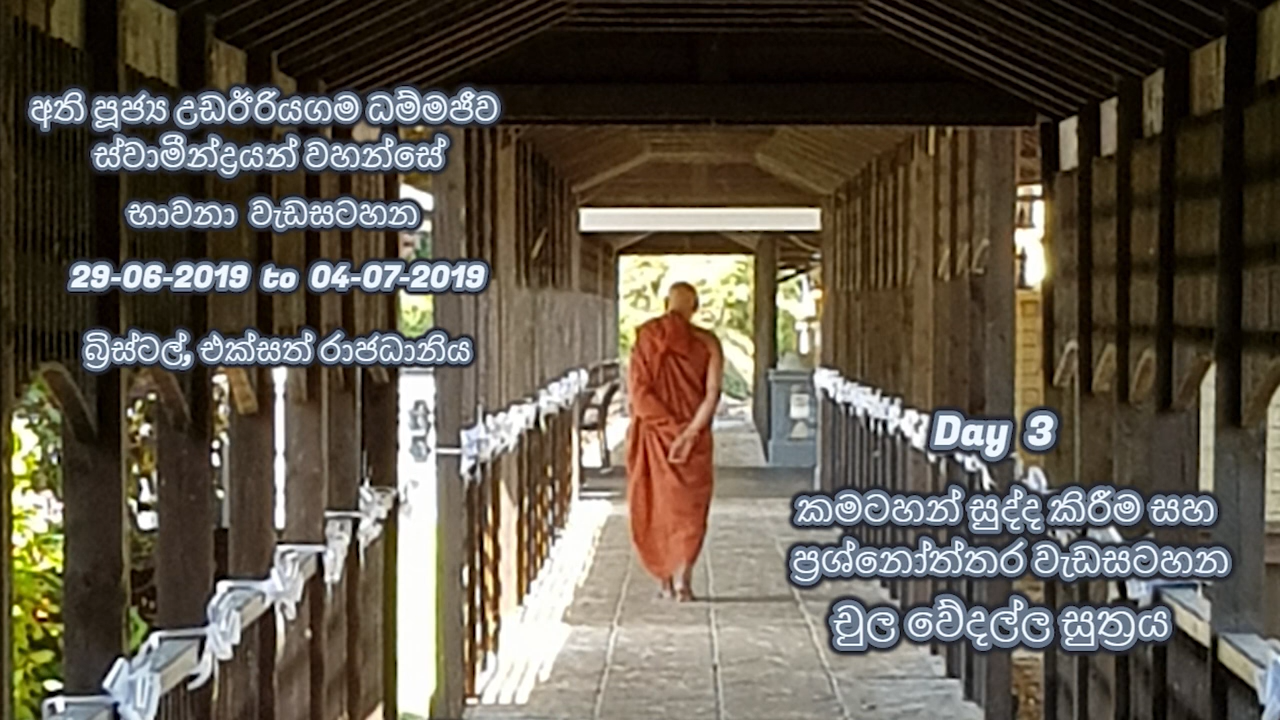 අති පූජ්‍ය උඩඊරියගම ධම්මජීව
ස්වාමීන්ද්‍රයන් වහන්සේ
භාවනා වැඩසටහන
29-06-2019 to 04-07-2019
බ්‍රිස්ටල්, එක්සත් රාජධානිය
Day 3
කමටහන් සුද්ද කිරීම සහ
ප්‍රශ්නෝත්තර වැඩසටහන
චුල වේදල්ල සුත්‍රය